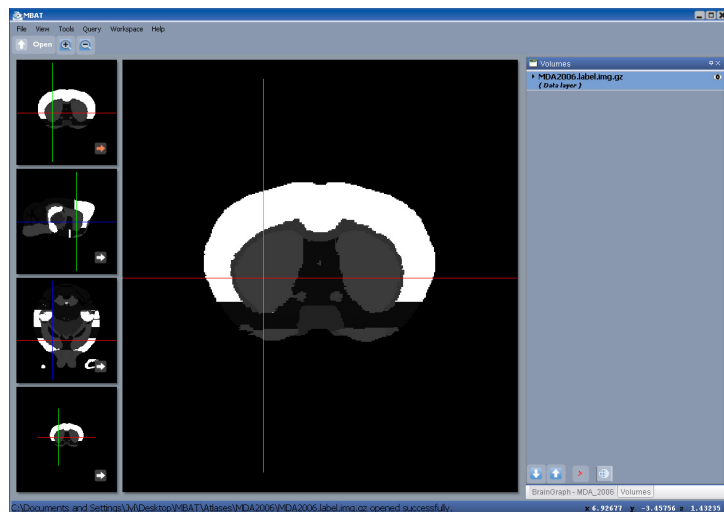 MBAT
File View Tools Query Workspace Help
Open
Volumes
MDA2006.label.img.gz
( Data layer )
BrainGraph - MDA_2006 Volumes
C:\Documents and Settings\Jvl\Desktop\MBAT\Atlases\MDA2006\MDA2006.label.img.gz opened successfully.
x 6.92677 y -3.45756 z 1.43235